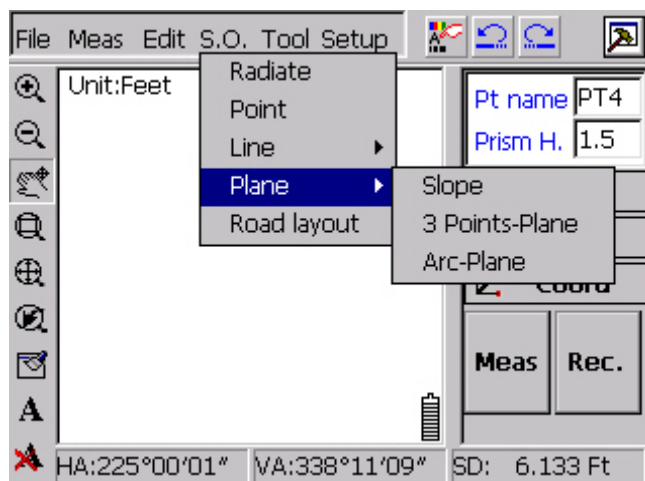 File Meas Edit S.O. Tool Setup
Unit:Feet
Radiate
Point
Line
Plane
Road layout
Slope
3 Points-Plane
Arc-Plane
Pt name PT4
Prism H. 1.5
Coord
Meas Rec.
A
A
HA:225°00'01" VA:338°11'09" SD: 6.133 Ft